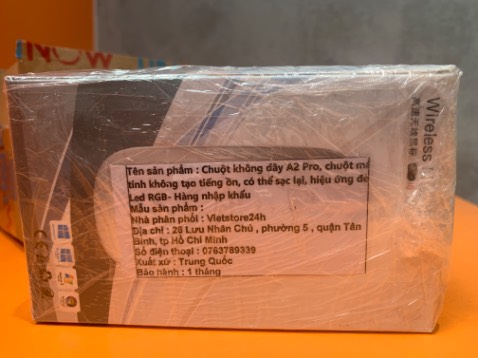 Wireless
Tên sản phẩm : Chuột không dây A2 Pro, chuột má
tính không tạo tiếng ồn, có thể sạc lại, hiệu ứng đè
Led RGB- Hàng nhập khẩu
Mẫu sản phẩm :
Nhà phân phối : Vietstore24h
Địa chỉ : 26 Lưu Nhân Chú , phường 5 , quận Tân
Bình, tp Hồ Chí Minh
Số điện thoại : 0763789339
Xuất xứ : Trung Quốc
Bảo hành : 1 tháng